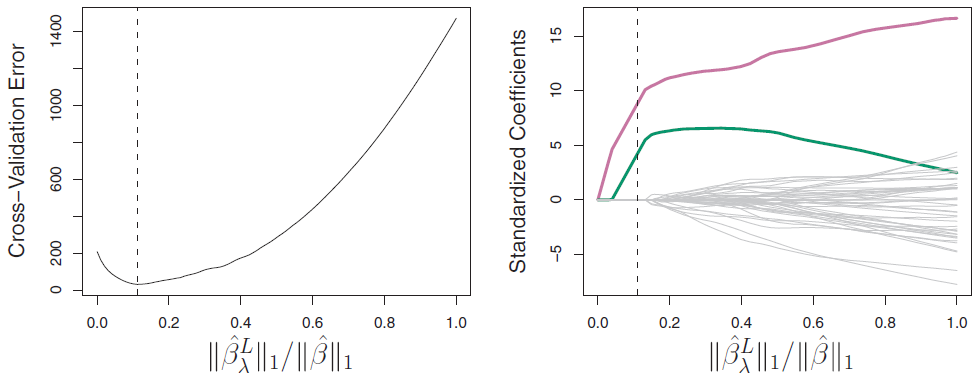 Cross−Validation Error
0 200 600 1000 1400
0.0 0.2 0.4 0.6 0.8 1.0
‖β̂λᴸ‖₁/‖β̂‖₁
Standardized Coefficients
−5 0 5 10 15
0.0 0.2 0.4 0.6 0.8 1.0
‖β̂λᴸ‖₁/‖β̂‖₁